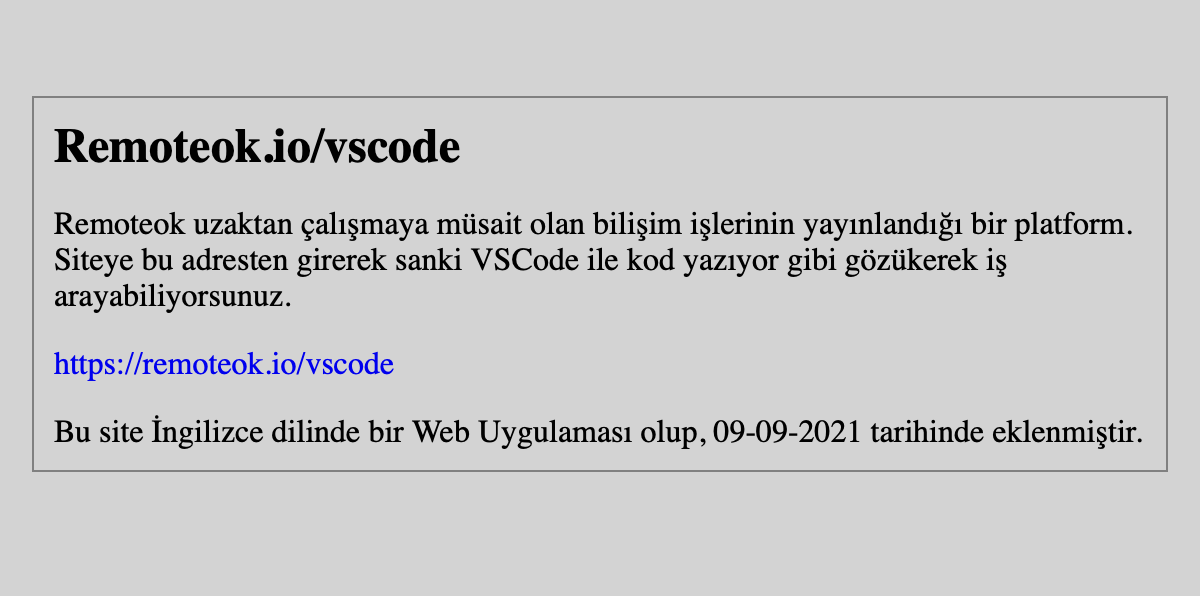 Remoteok.io/vscode
Remoteok uzaktan çalışmaya müsait olan bilişim işlerinin yayınlandığı bir platform.
Siteye bu adresten girerek sanki VSCode ile kod yazıyor gibi gözükerek iş
arayabiliyorsunuz.
https://remoteok.io/vscode
Bu site İngilizce dilinde bir Web Uygulaması olup, 09-09-2021 tarihinde eklenmiştir.